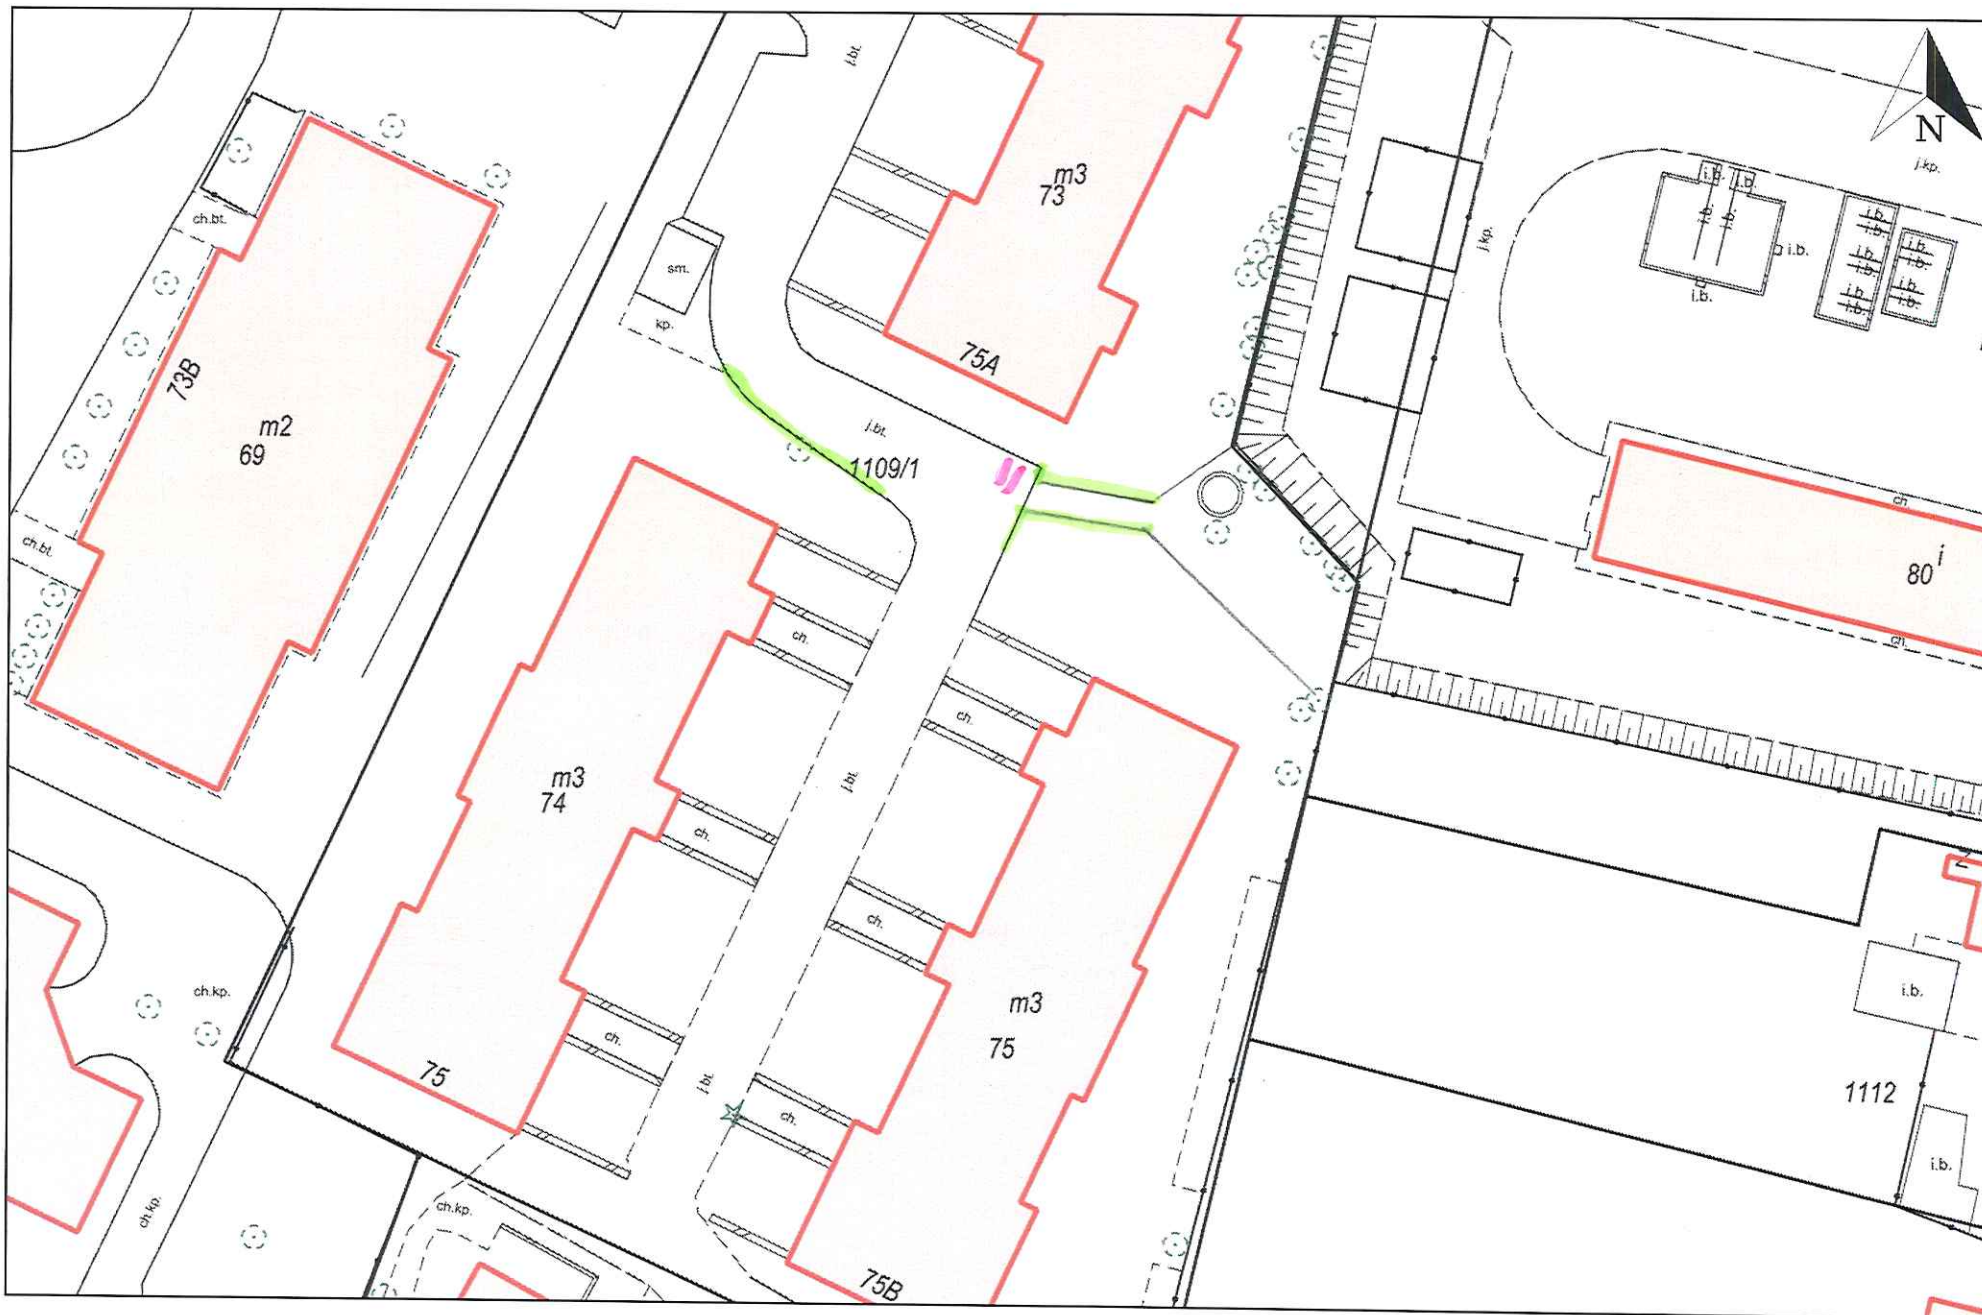 j.bt.
N
j.kp.
m3
73
i.b. i.b.
i.b. i.b.
i.b.
i.b.
i.b.
i.b.
i.b.
i.b.
i.b.
i.b.
i.b.
i.b.
i.b.
i.b.
ch.bt.
j.kp.
sm.
kp.
75A
73B
m2
69
j.bt.
1109/1
ch.
ch.bt.
i
80
ch.
ch.
ch.
m3
74
j.bt.
ch.
Z
ch.
ch.kp.
m3
75
i.b.
ch.
75
j.bt.
1112
ch.
i.b.
ch.kp.
ch.kp.
75B